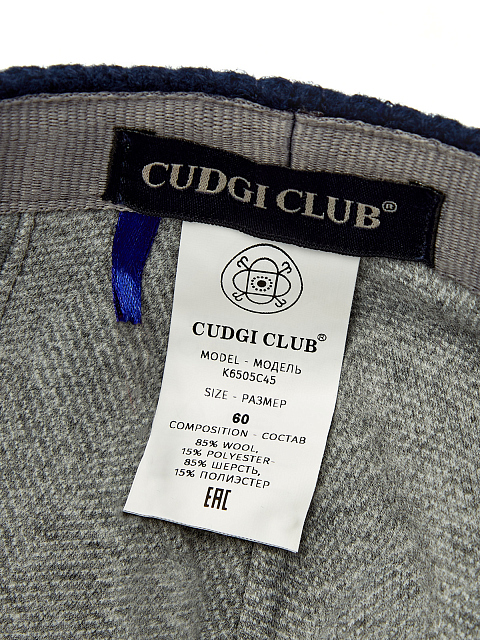 CUDGI CLUB®
CUDGI CLUB®
MODEL - МОДЕЛЬ
K6505C45
SIZE - РАЗМЕР
60
COMPOSITION - СОСТАВ
85% WOOL,
15% POLYESTER-
85% ШЕРСТЬ,
15% ПОЛИЭСТЕР
EAC